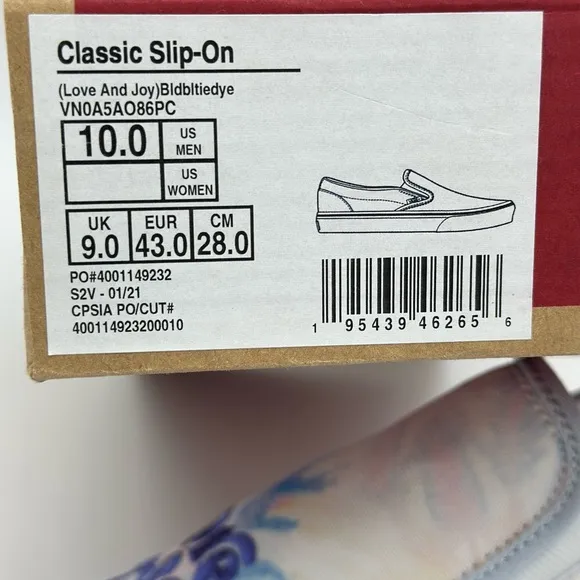 Classic Slip-On
(Love And Joy)Bldbltiedye
VN0A5AO86PC
10.0 US MEN
US WOMEN
UK 9.0 EUR 43.0 CM 28.0
PO#4001149232
S2V - 01/21
CPSIA PO/CUT#
400114923200010
1 95439 46265 6